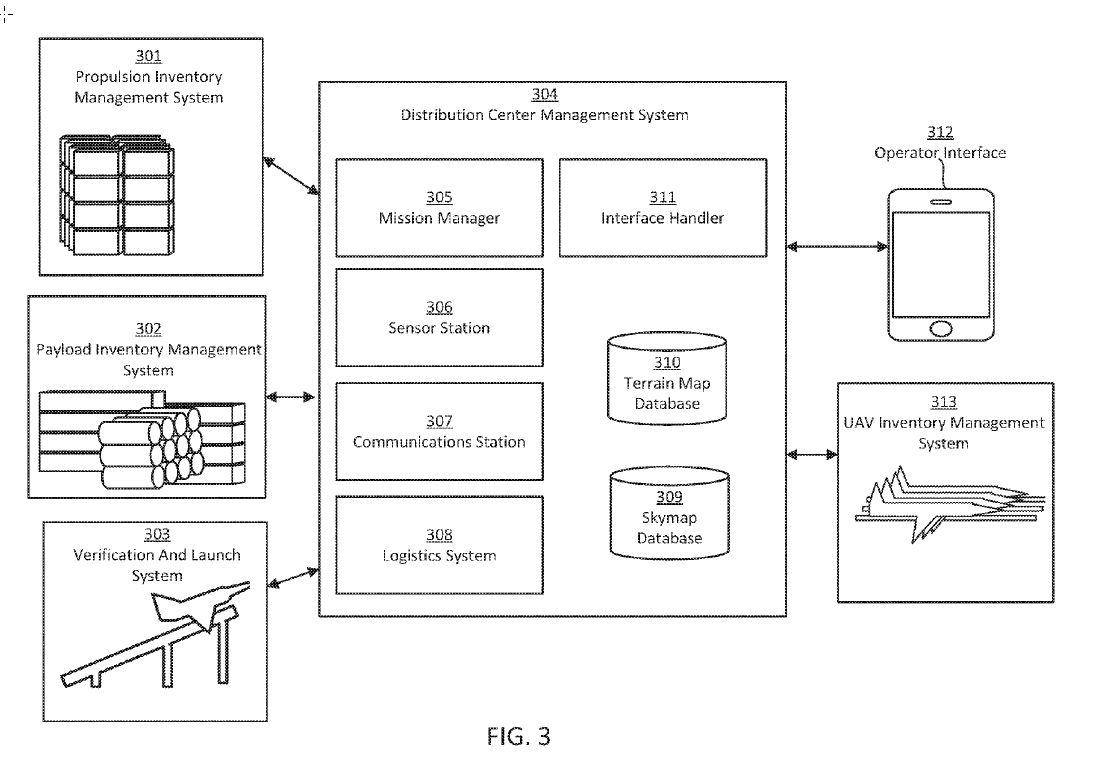 301
Propulsion Inventory
Management System
302
Payload Inventory Management
System
303
Verification And Launch
System
304
Distribution Center Management System
305
Mission Manager
306
Sensor Station
307
Communications Station
308
Logistics System
311
Interface Handler
310
Terrain Map
Database
309
Skymap
Database
312
Operator Interface
313
UAV Inventory Management
System
FIG. 3